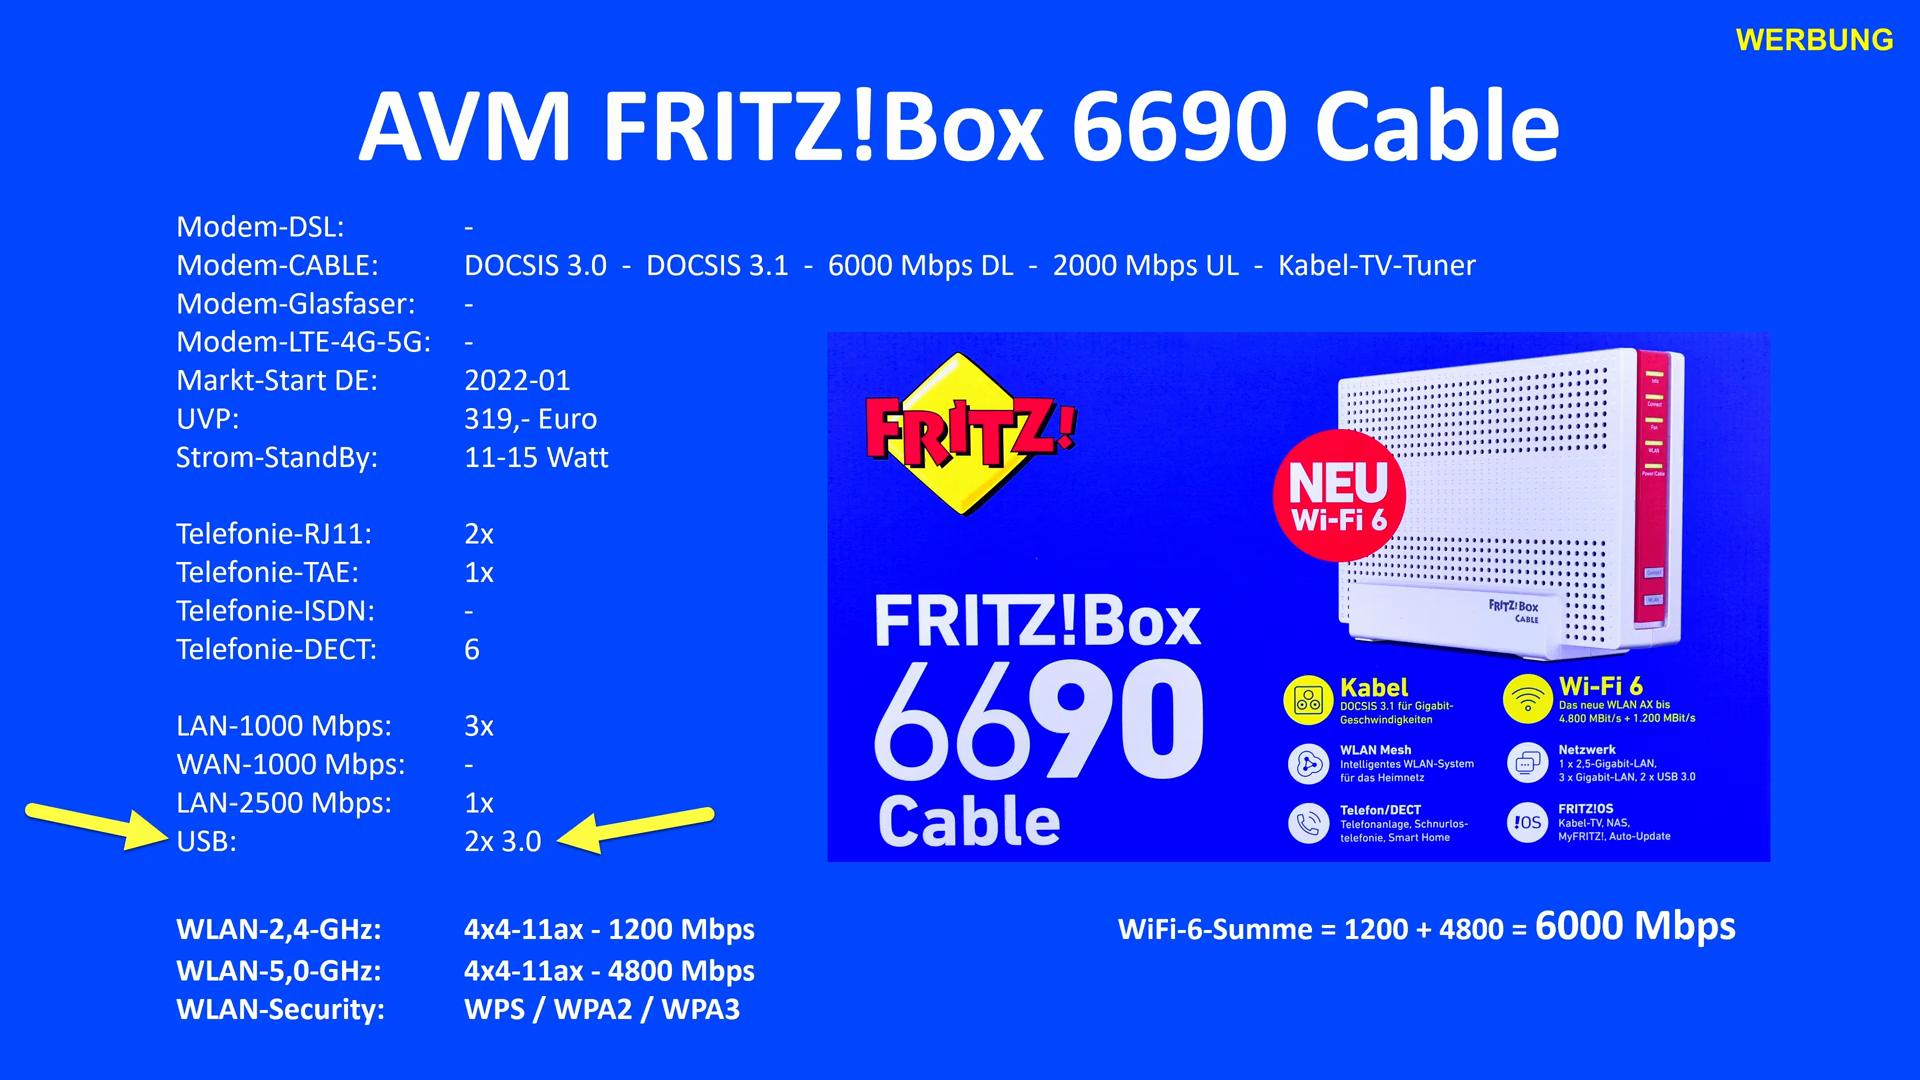 WERBUNG
AVM FRITZ!Box 6690 Cable
Modem-DSL: -
Modem-CABLE: DOCSIS 3.0 - DOCSIS 3.1 - 6000 Mbps DL - 2000 Mbps UL - Kabel-TV-Tuner
Modem-Glasfaser: -
Modem-LTE-4G-5G: -
Markt-Start DE: 2022-01
UVP: 319,- Euro
Strom-StandBy: 11-15 Watt
Telefonie-RJ11: 2x
Telefonie-TAE: 1x
Telefonie-ISDN: -
Telefonie-DECT: 6
LAN-1000 Mbps: 3x
WAN-1000 Mbps: -
LAN-2500 Mbps: 1x
USB: 2x 3.0
WLAN-2,4-GHz: 4x4-11ax - 1200 Mbps
WLAN-5,0-GHz: 4x4-11ax - 4800 Mbps
WLAN-Security: WPS / WPA2 / WPA3
FRITZ!
NEU
Wi-Fi 6
Info
Connect
Fan
WLAN
Power/Cable
Connect
WLAN
FRITZ!BOX
CABLE
FRITZ!Box
6690
Cable
Kabel
DOCSIS 3.1 für Gigabit-
Geschwindigkeiten
Wi-Fi 6
Das neue WLAN AX bis
4.800 MBit/s + 1.200 MBit/s
WLAN Mesh
Intelligentes WLAN-System
für das Heimnetz
Netzwerk
1 x 2,5-Gigabit-LAN,
3 x Gigabit-LAN, 2 x USB 3.0
Telefon/DECT
Telefonanlage, Schnurlos-
telefonie, Smart Home
!OS
FRITZ!OS
Kabel-TV, NAS,
MyFRITZ!, Auto-Update
WiFi-6-Summe = 1200 + 4800 = 6000 Mbps